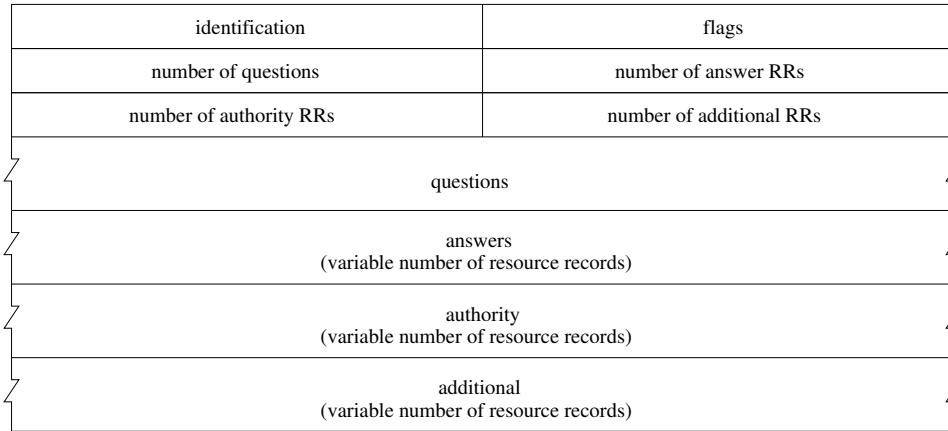 identification
flags
number of questions
number of answer RRs
number of authority RRs
number of additional RRs
questions
answers
(variable number of resource records)
authority
(variable number of resource records)
additional
(variable number of resource records)